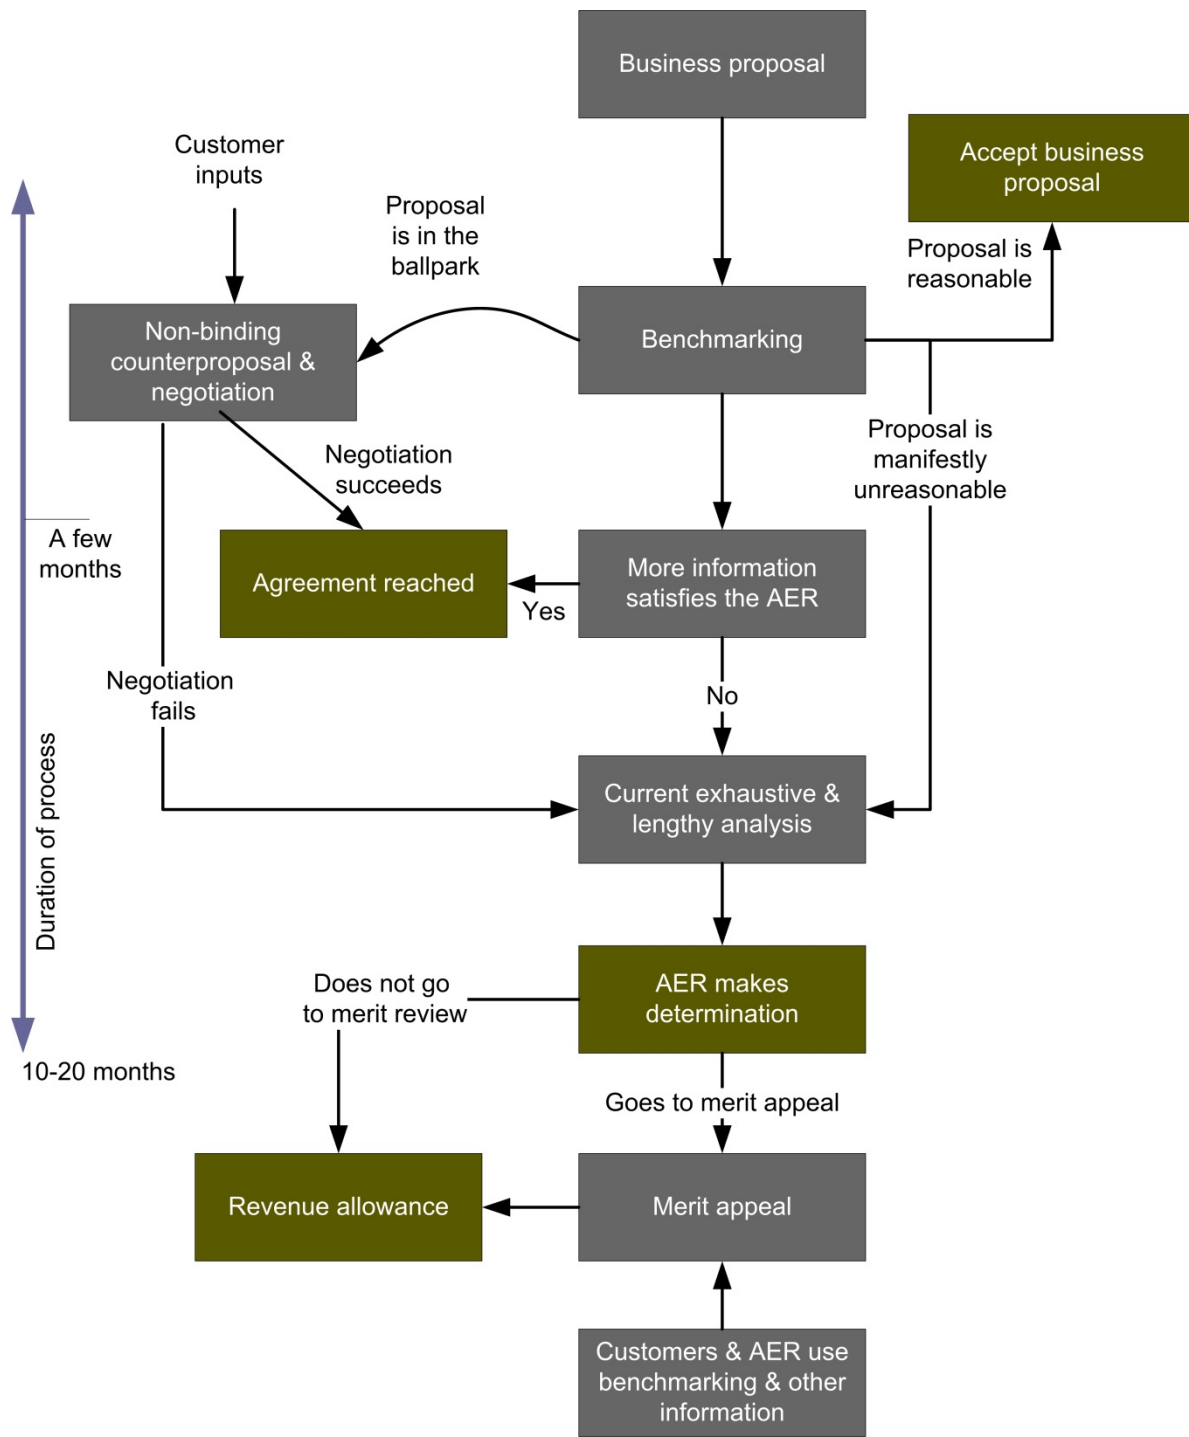 Business proposal
Accept business
proposal
Customer
inputs
Proposal
is in the
ballpark
Proposal is
reasonable
Non-binding
counterproposal &
negotiation
Benchmarking
Proposal is
manifestly
unreasonable
Negotiation
succeeds
A few
months
Agreement reached
Yes
More information
satisfies the AER
Negotiation
fails
No
Duration of process
Current exhaustive &
lengthy analysis
Does not go
to merit review
AER makes
determination
10-20 months
Goes to merit appeal
Revenue allowance
Merit appeal
Customers & AER use
benchmarking & other
information